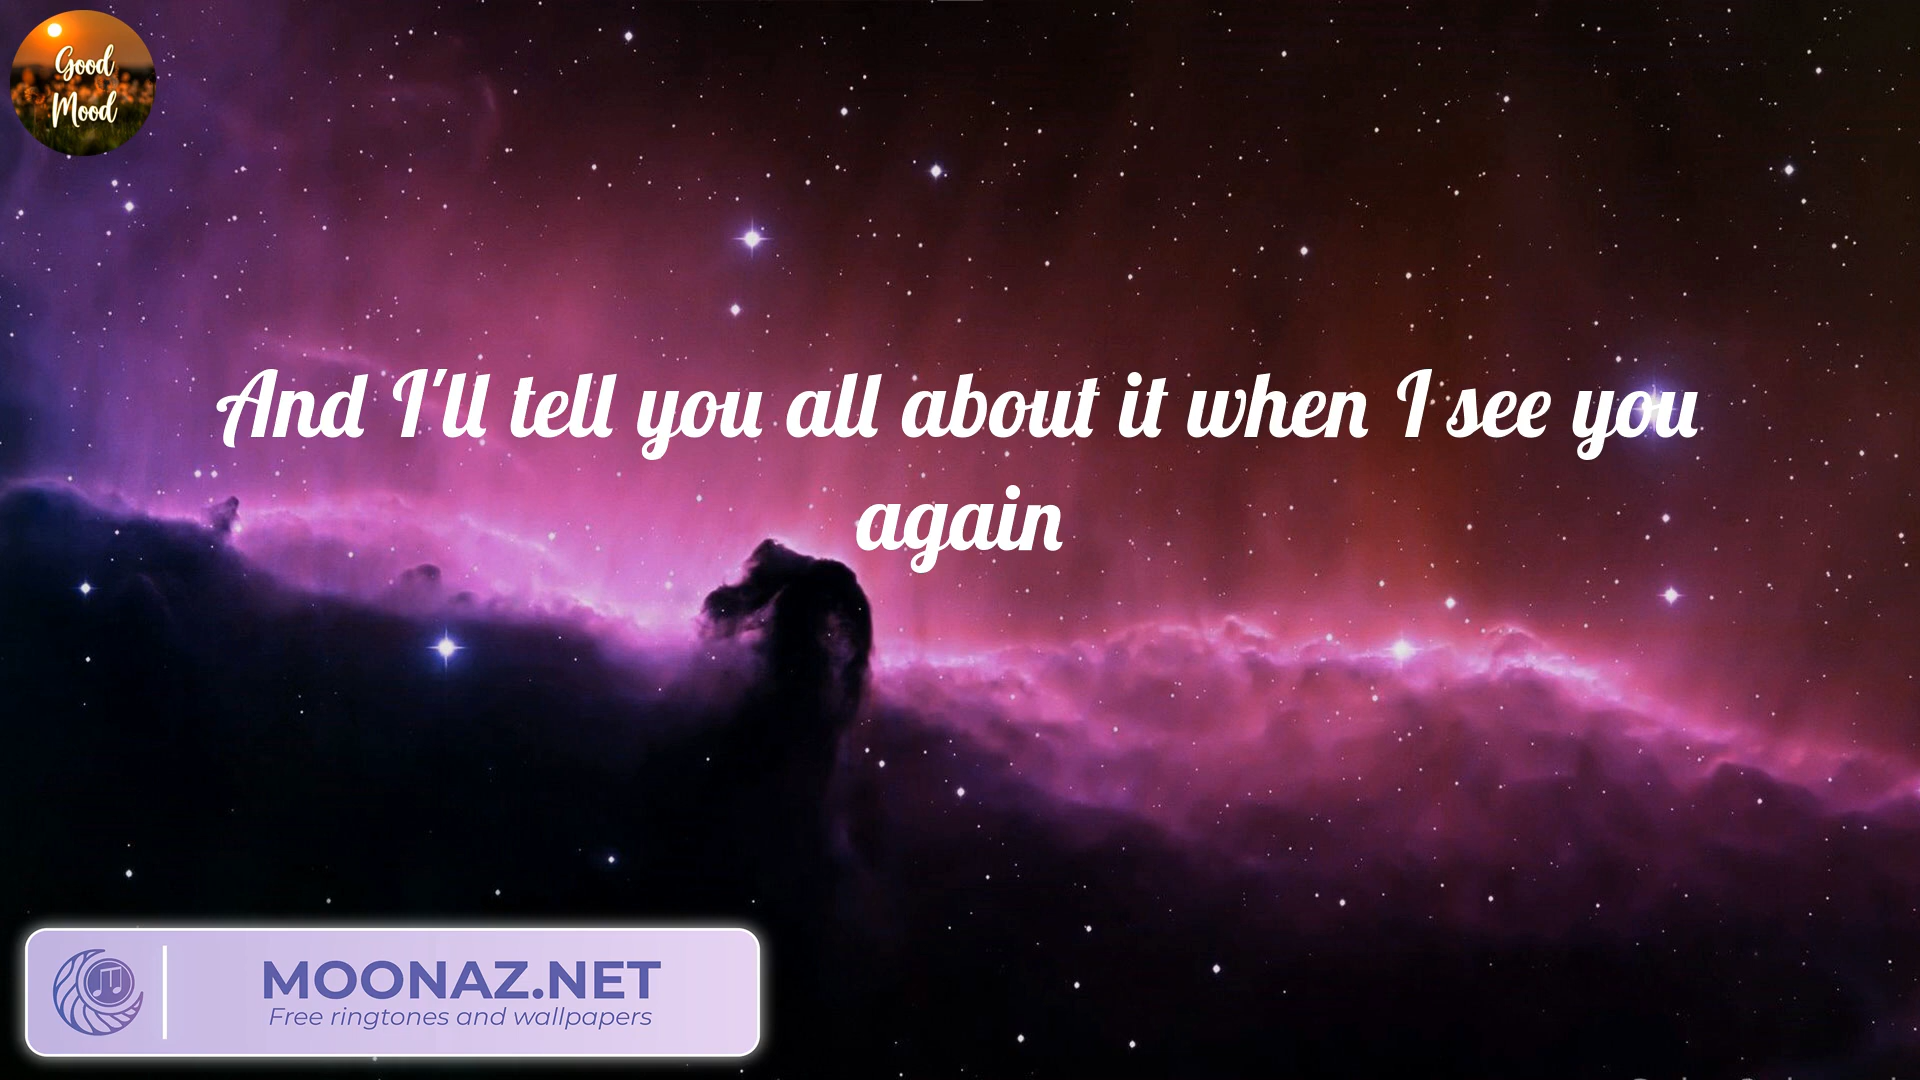 Good
Mood
And I'll tell you all about it when I see you
again
MOONAZ.NET
Free ringtones and wallpapers